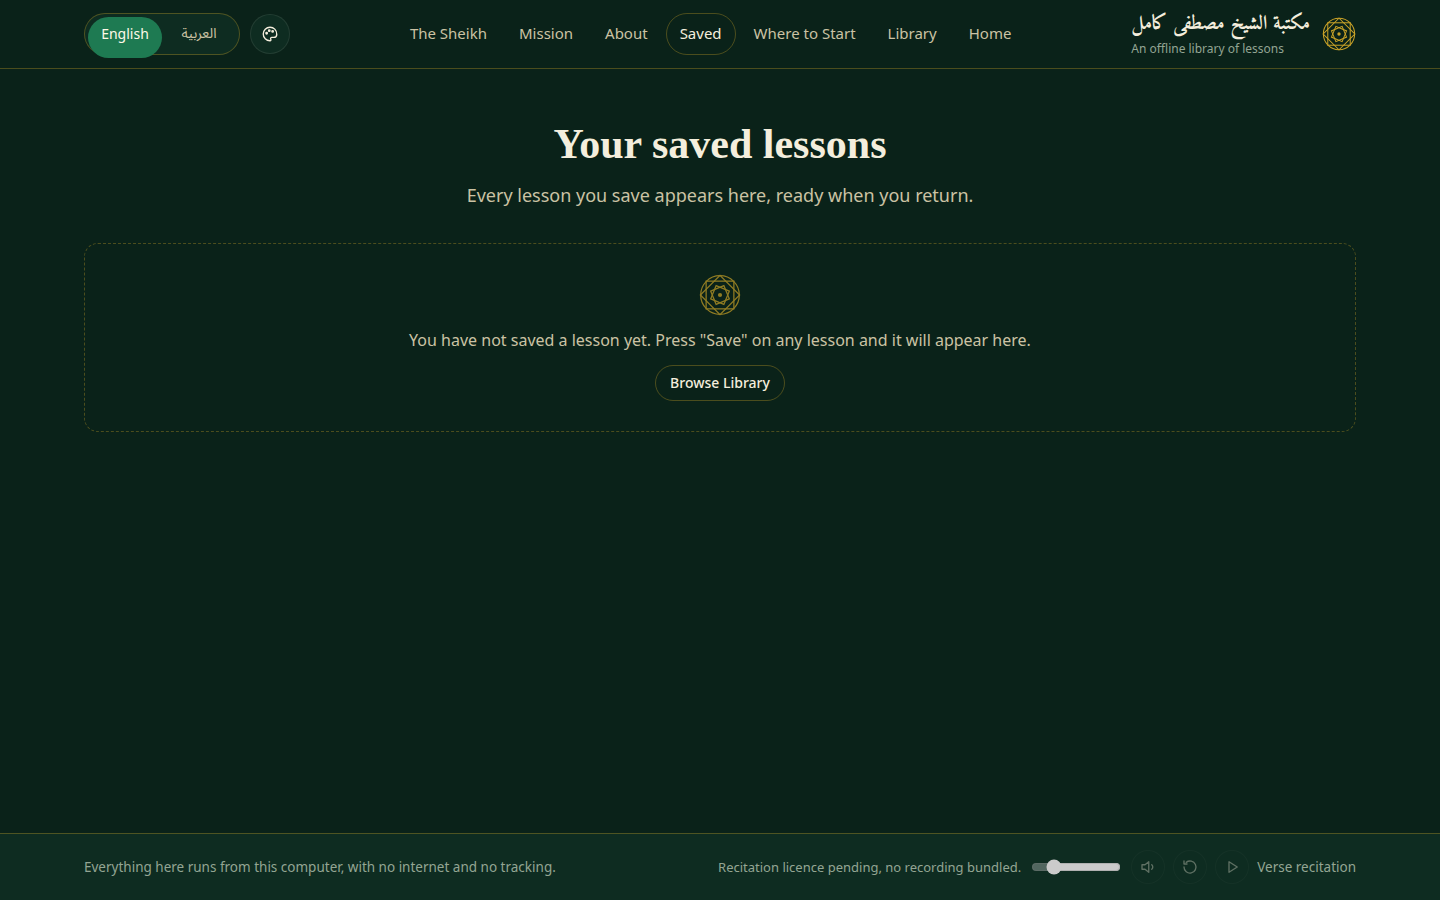 English
العربية
The Sheikh
Mission
About
Saved
Where to Start
Library
Home
مكتبة الشيخ مصطفى كامل
An offline library of lessons
Your saved lessons
Every lesson you save appears here, ready when you return.
You have not saved a lesson yet. Press "Save" on any lesson and it will appear here.
Browse Library
Everything here runs from this computer, with no internet and no tracking.
Recitation licence pending, no recording bundled.
Verse recitation